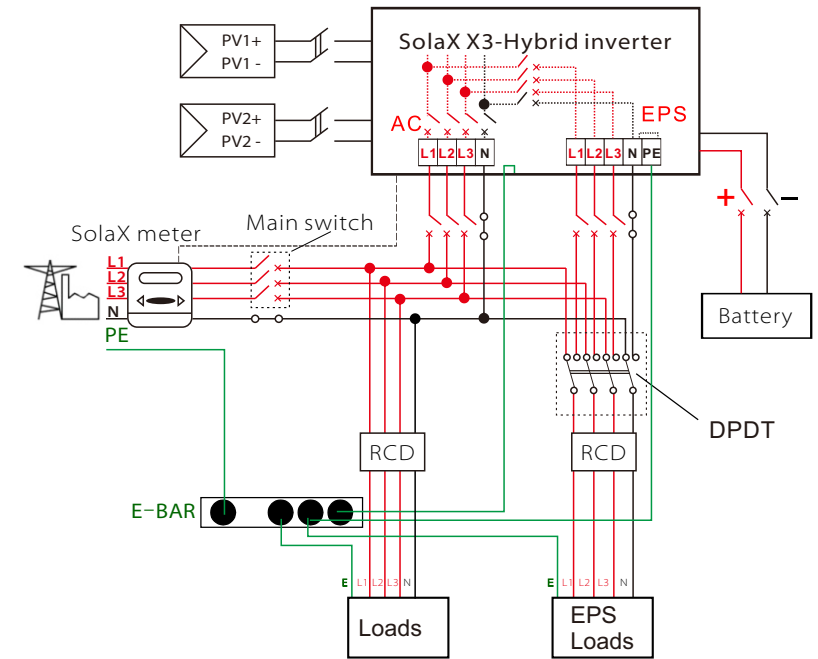 PV1+
PV1 -
PV2+
PV2 -
SolaX X3-Hybrid inverter
AC
EPS
L1 L2 L3 N
L1 L2 L3 N PE
+ −
SolaX meter
Main switch
L1
L2
L3
N
PE
Battery
DPDT
RCD
RCD
E-BAR
E L1 L2 L3 N
E L1 L2 L3 N
Loads
EPS
Loads